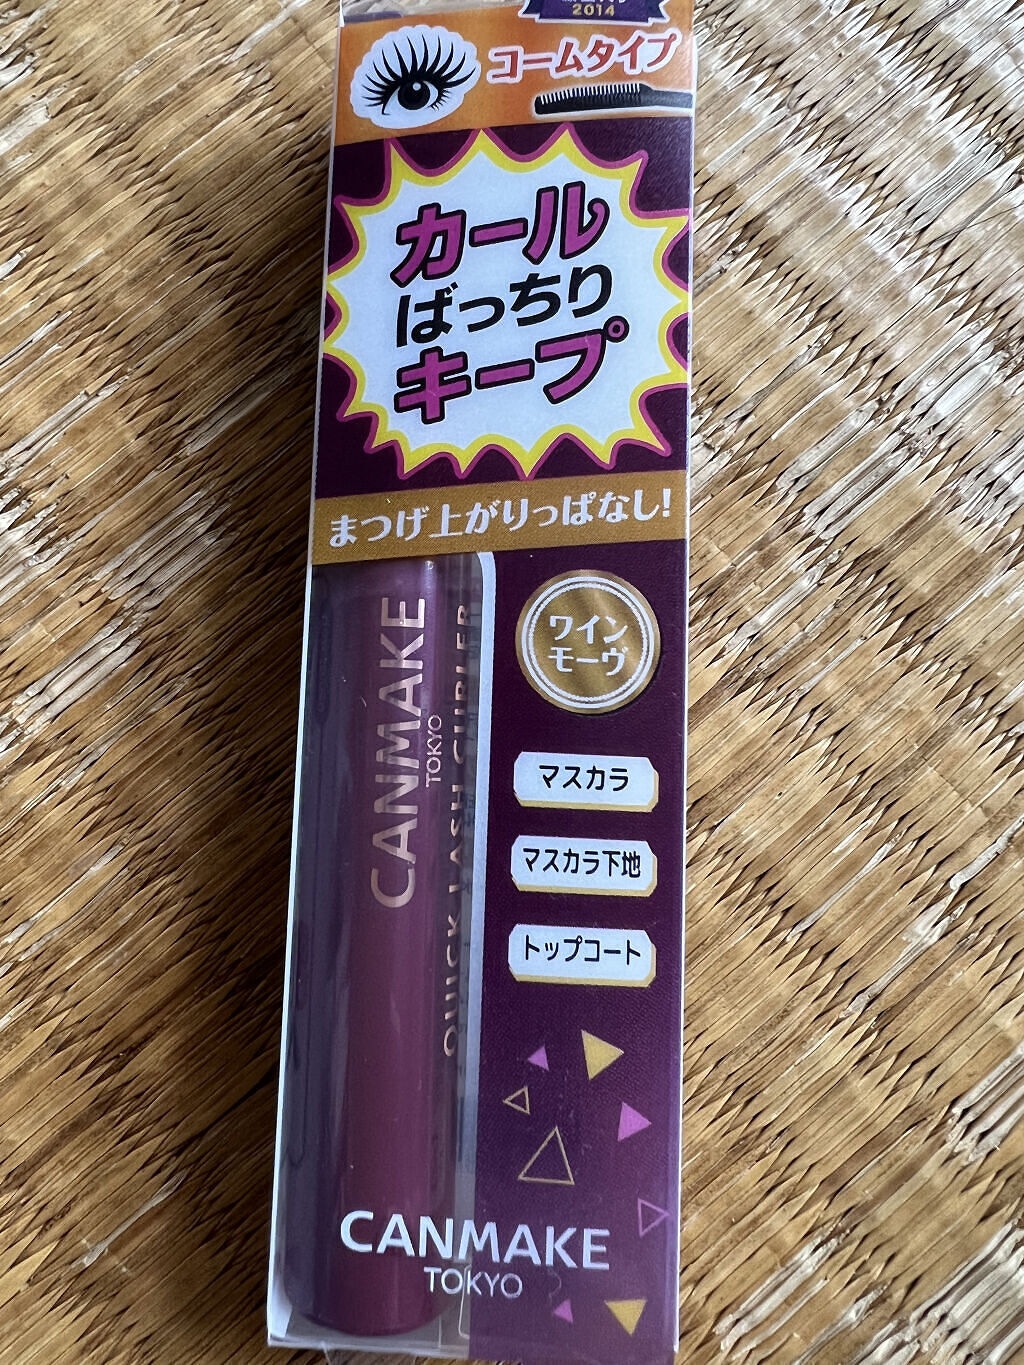 2014
コームタイプ
カール
ばっちり
キープ
まつげ上がりっぱなし!
ワイン
モーヴ
マスカラ
マスカラ下地
トップコート
CANMAKE
TOKYO
QUICK LASH CURLER
CANMAKE
TOKYO